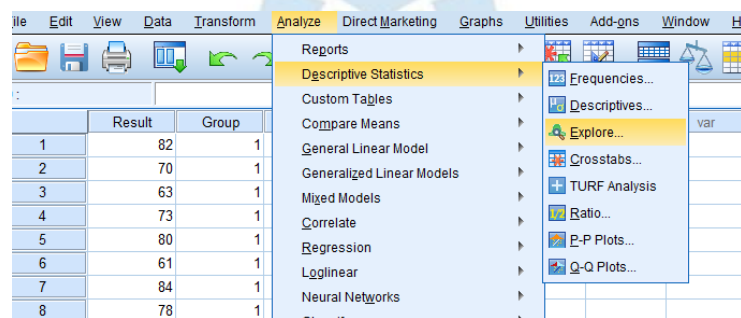 ile Edit View Data Transform Analyze Direct Marketing Graphs Utilities Add-ons Window H
Reports
Descriptive Statistics
Custom Tables
Compare Means
General Linear Model
Generalized Linear Models
Mixed Models
Correlate
Regression
Loglinear
Neural Networks
123 Frequencies...
Descriptives...
Explore...
Crosstabs...
TURF Analysis
1/2 Ratio...
P-P Plots...
Q-Q Plots...
:
Result Group var
1 82 1
2 70 1
3 63 1
4 73 1
5 80 1
6 61 1
7 84 1
8 78 1